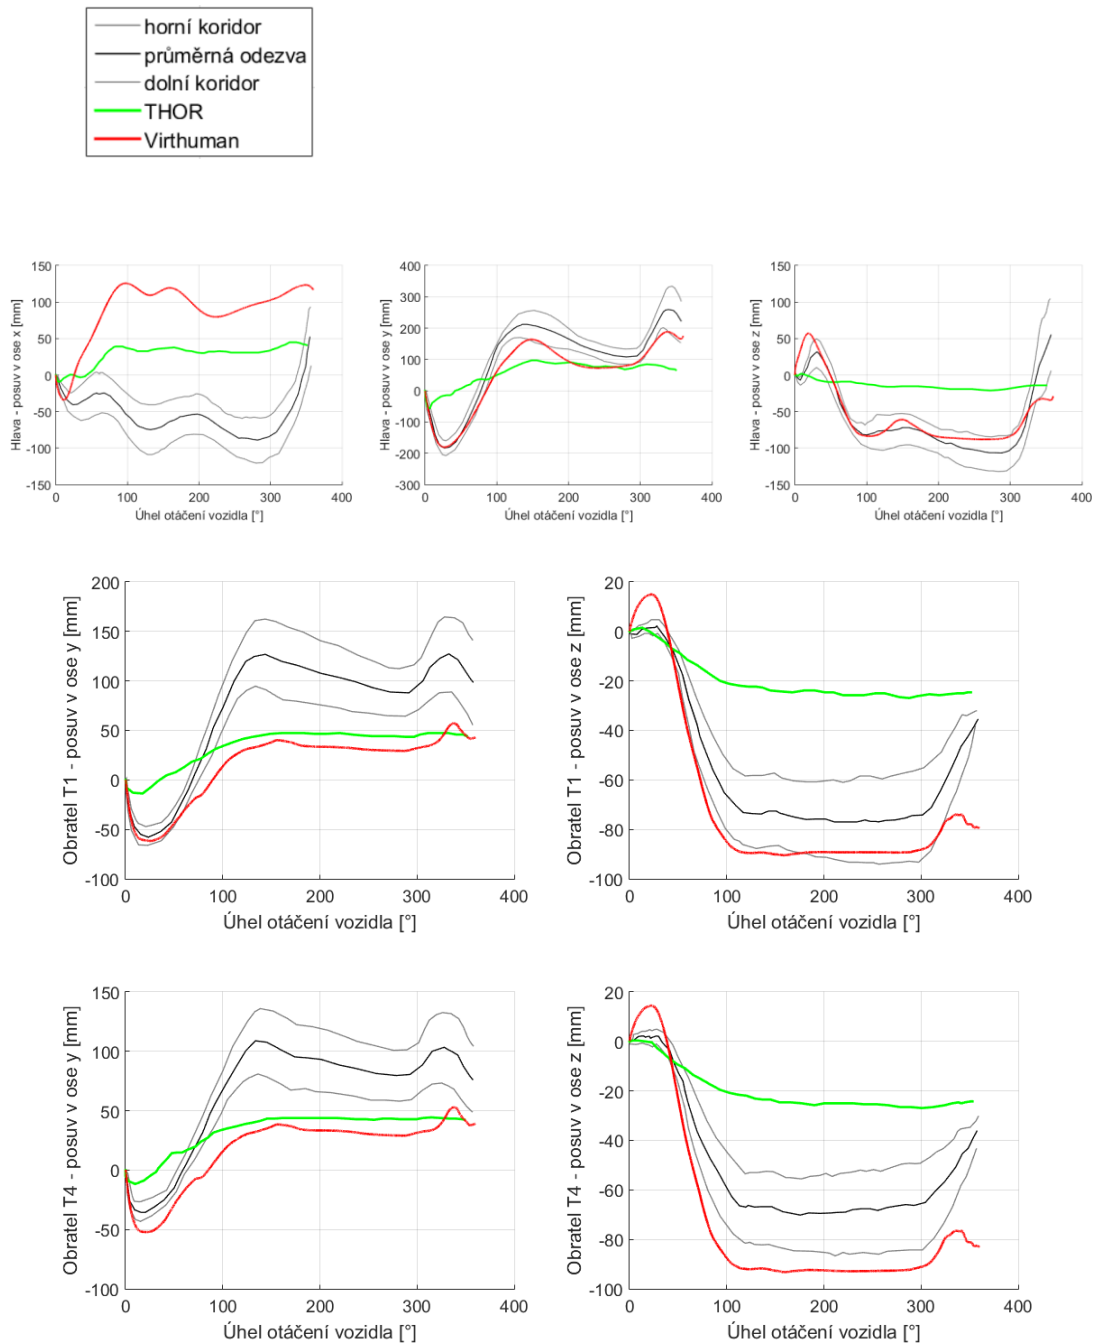 horní koridor
průměrná odezva
dolní koridor
THOR
Virthuman
150
100
50
0
-50
-100
-150
0 100 200 300 400
Hlava - posuv v ose x [mm]
Úhel otáčení vozidla [°]
400
300
200
100
0
-100
-200
-300
0 100 200 300 400
Hlava - posuv v ose y [mm]
Úhel otáčení vozidla [°]
150
100
50
0
-50
-100
-150
0 100 200 300 400
Hlava - posuv v ose z [mm]
Úhel otáčení vozidla [°]
200
150
100
50
0
-50
-100
0 100 200 300 400
Obratel T1 - posuv v ose y [mm]
Úhel otáčení vozidla [°]
20
0
-20
-40
-60
-80
-100
0 100 200 300 400
Obratel T1 - posuv v ose z [mm]
Úhel otáčení vozidla [°]
150
100
50
0
-50
-100
0 100 200 300 400
Obratel T4 - posuv v ose y [mm]
Úhel otáčení vozidla [°]
20
0
-20
-40
-60
-80
-100
0 100 200 300 400
Obratel T4 - posuv v ose z [mm]
Úhel otáčení vozidla [°]